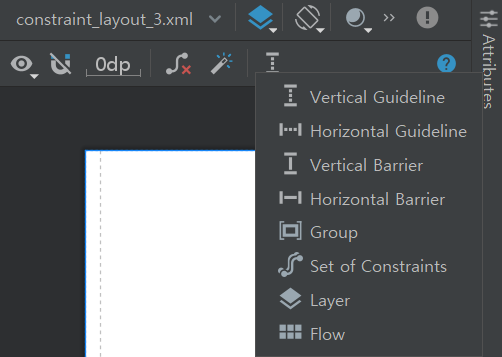 constraint_layout_3.xml
0dp
Attributes
Vertical Guideline
Horizontal Guideline
Vertical Barrier
Horizontal Barrier
Group
Set of Constraints
Layer
Flow